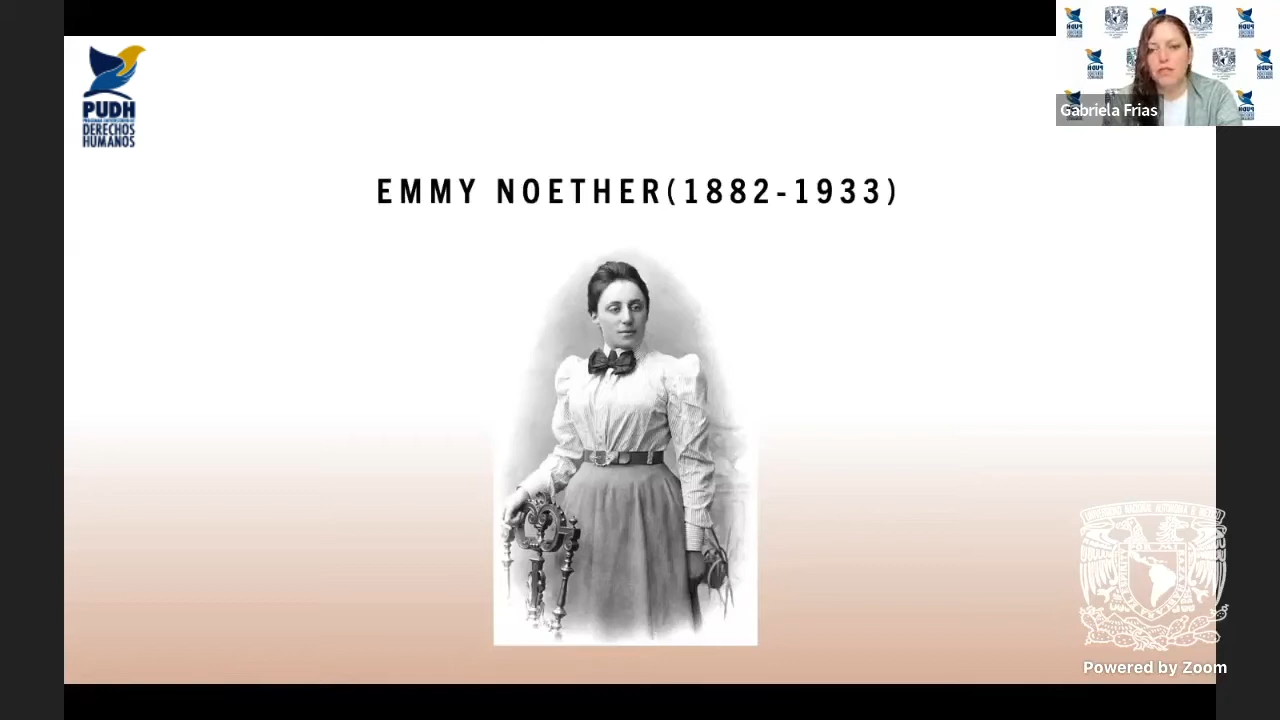 PUDH
DERECHOS
HUMANOS
Gabriela Frias
EMMY NOETHER(1882-1933)
Powered by Zoom